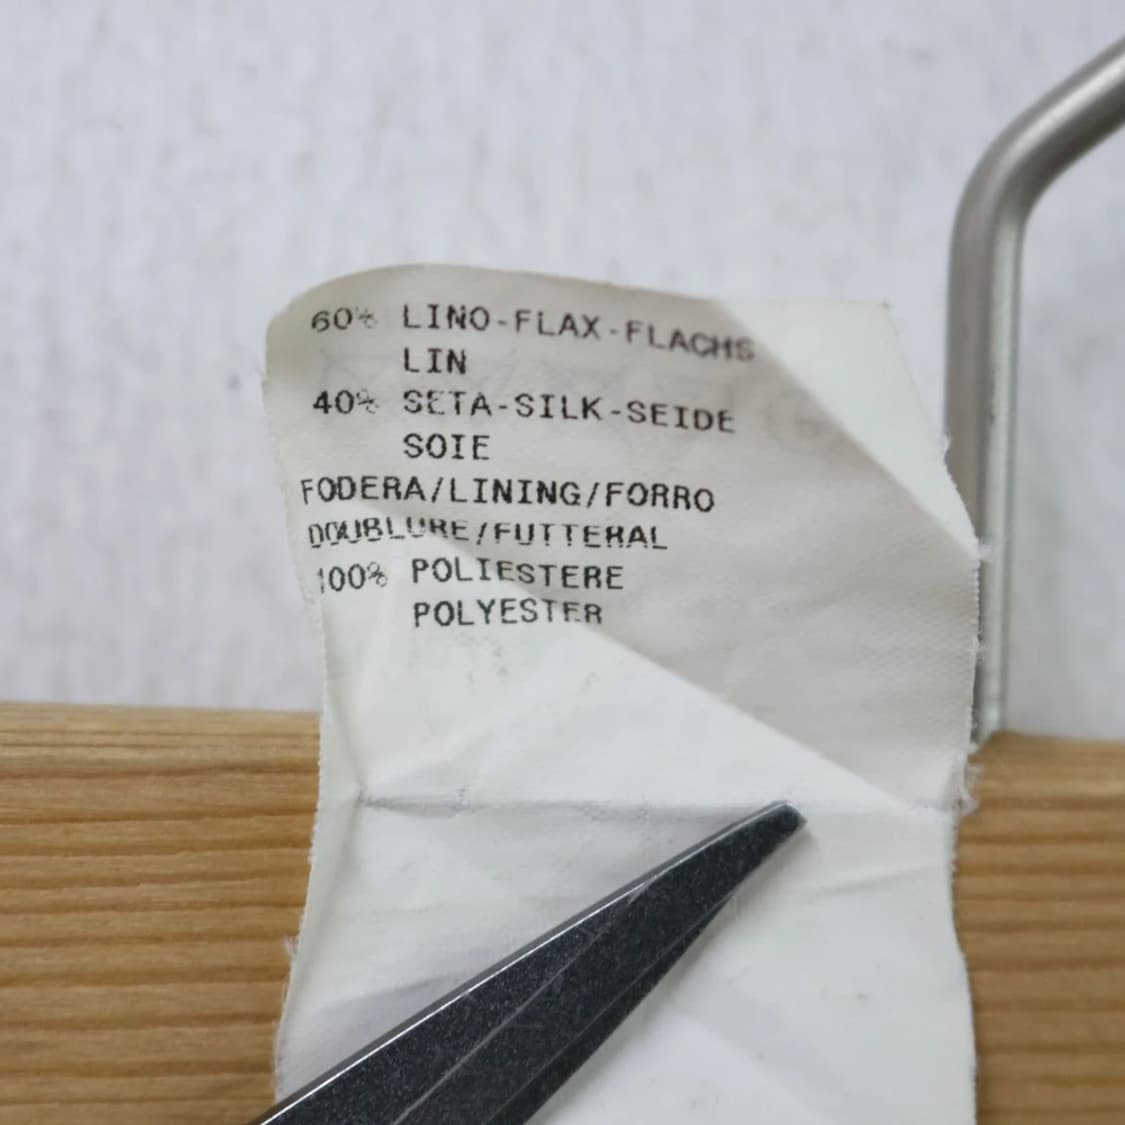 60% LINO-FLAX-FLACHS
LIN
40% SETA-SILK-SEIDE
SOIE
FODERA/LINING/FORRO
DOUBLURE/FUTTERAL
100% POLIESTERE
POLYESTER